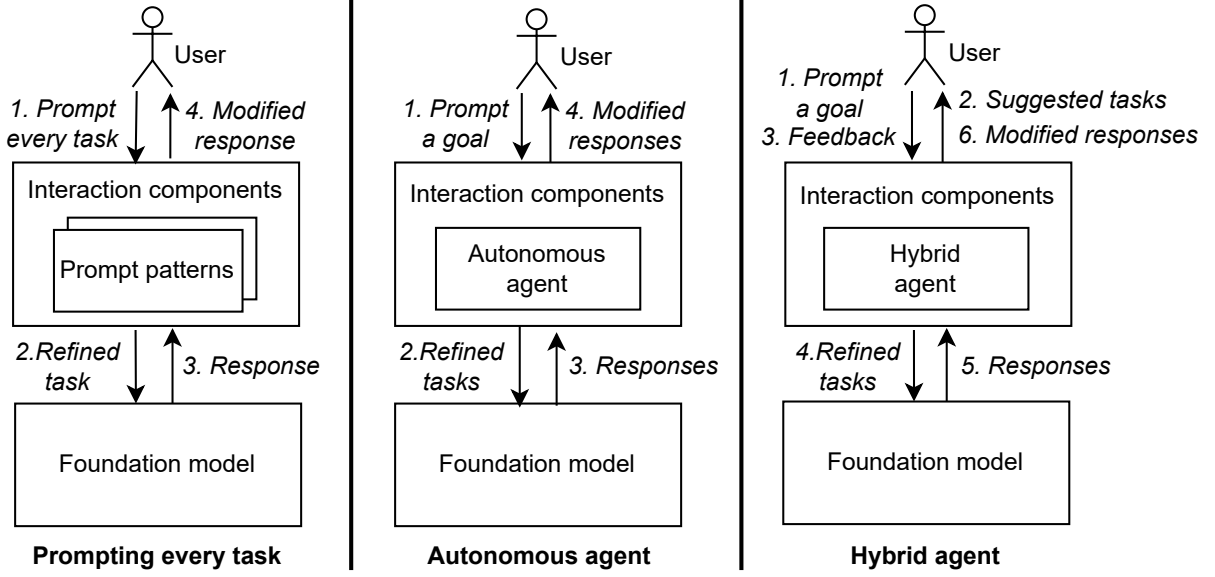 User
1. Prompt
every task
4. Modified
response
Interaction components
Prompt patterns
2.Refined
task
3. Response
Foundation model
Prompting every task
User
1. Prompt
a goal
4. Modified
responses
Interaction components
Autonomous
agent
2.Refined
tasks
3. Responses
Foundation model
Autonomous agent
User
1. Prompt
a goal
3. Feedback
2. Suggested tasks
6. Modified responses
Interaction components
Hybrid
agent
4.Refined
tasks
5. Responses
Foundation model
Hybrid agent